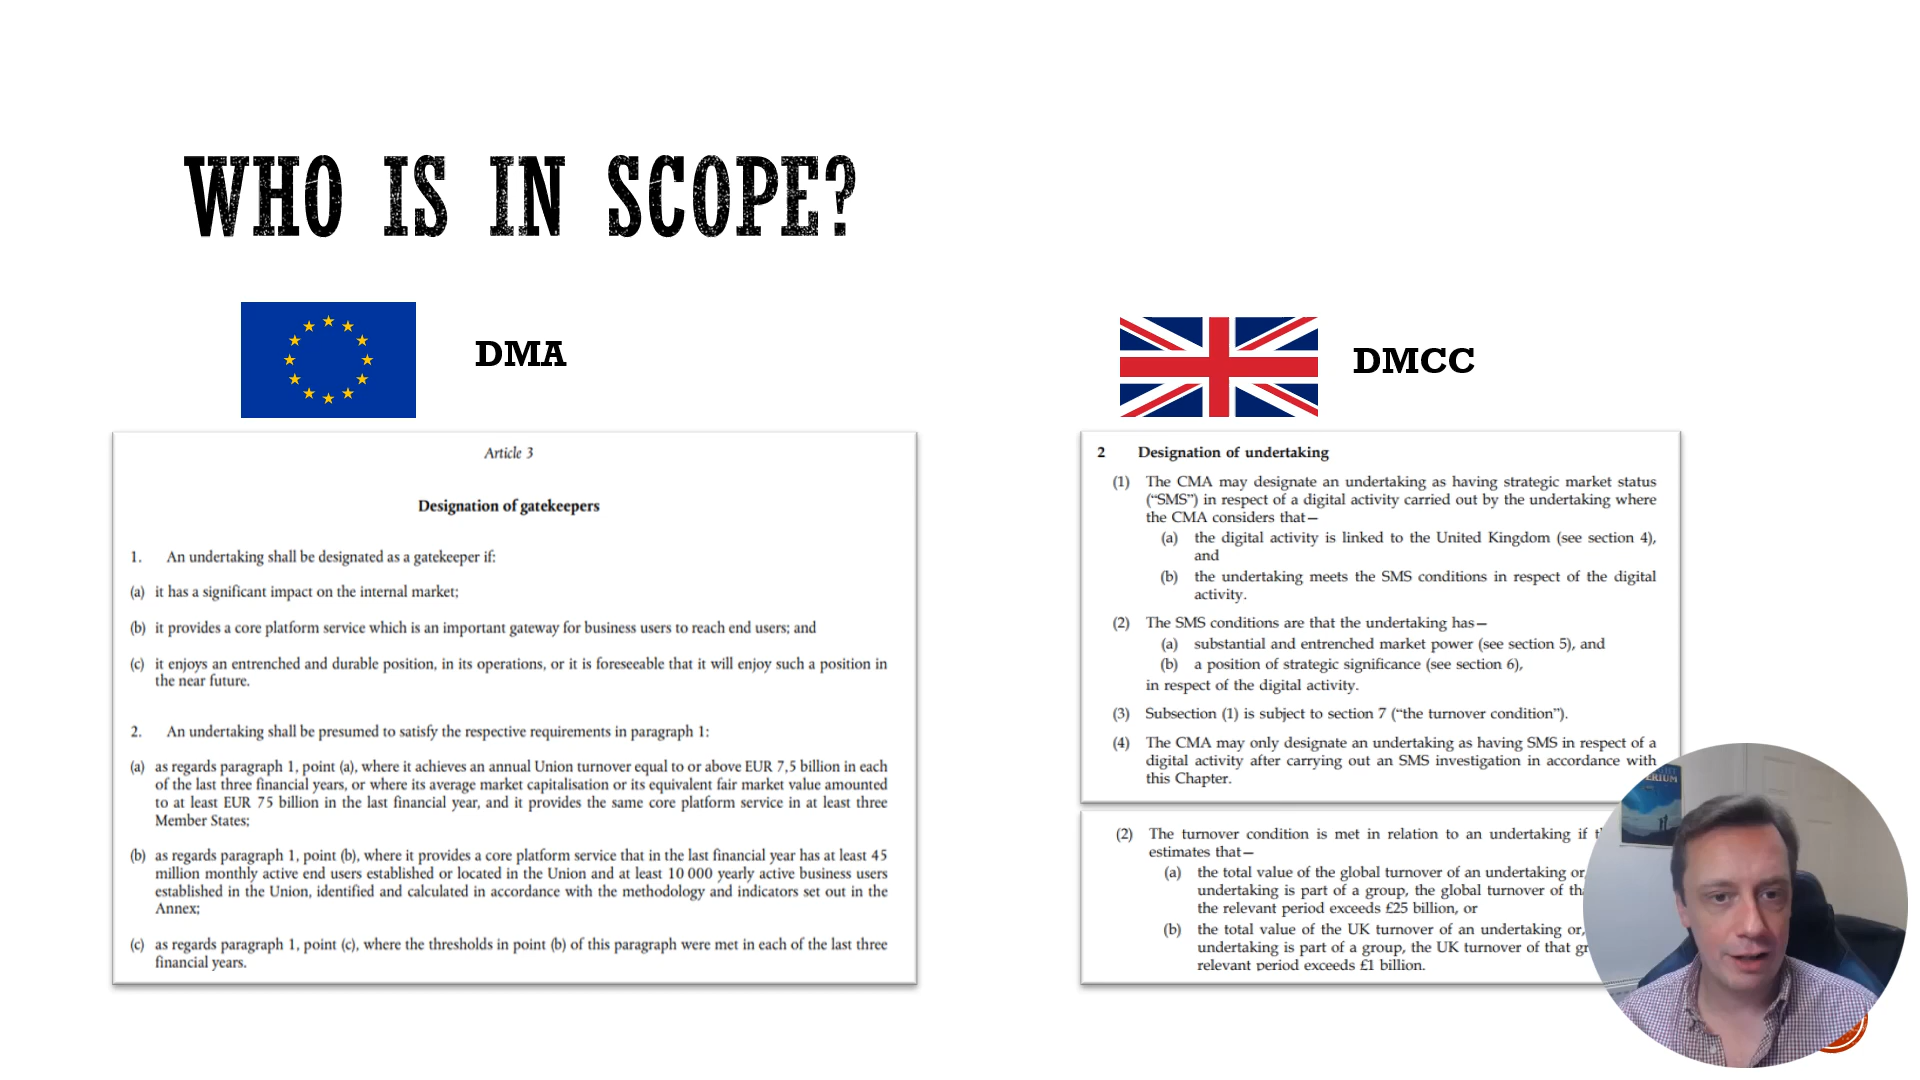 WHO IS IN SCOPE?
DMA
Article 3
Designation of gatekeepers
1. An undertaking shall be designated as a gatekeeper if:
(a) it has a significant impact on the internal market;
(b) it provides a core platform service which is an important gateway for business users to reach end users; and
(c) it enjoys an entrenched and durable position, in its operations, or it is foreseeable that it will enjoy such a position in
the near future.
2. An undertaking shall be presumed to satisfy the respective requirements in paragraph 1:
(a) as regards paragraph 1, point (a), where it achieves an annual Union turnover equal to or above EUR 7,5 billion in each
of the last three financial years, or where its average market capitalisation or its equivalent fair market value amounted
to at least EUR 75 billion in the last financial year, and it provides the same core platform service in at least three
Member States;
(b) as regards paragraph 1, point (b), where it provides a core platform service that in the last financial year has at least 45
million monthly active end users established or located in the Union and at least 10 000 yearly active business users
established in the Union, identified and calculated in accordance with the methodology and indicators set out in the
Annex;
(c) as regards paragraph 1, point (c), where the thresholds in point (b) of this paragraph were met in each of the last three
financial years.
DMCC
2 Designation of undertaking
(1) The CMA may designate an undertaking as having strategic market status
(“SMS”) in respect of a digital activity carried out by the undertaking where
the CMA considers that—
(a) the digital activity is linked to the United Kingdom (see section 4),
and
(b) the undertaking meets the SMS conditions in respect of the digital
activity.
(2) The SMS conditions are that the undertaking has—
(a) substantial and entrenched market power (see section 5), and
(b) a position of strategic significance (see section 6),
in respect of the digital activity.
(3) Subsection (1) is subject to section 7 (“the turnover condition”).
(4) The CMA may only designate an undertaking as having SMS in respect of a
digital activity after carrying out an SMS investigation in accordance with
this Chapter.
(2) The turnover condition is met in relation to an undertaking if
estimates that—
(a) the total value of the global turnover of an undertaking or
undertaking is part of a group, the global turnover of
the relevant period exceeds £25 billion, or
(b) the total value of the UK turnover of an undertaking or,
undertaking is part of a group, the UK turnover of that
relevant period exceeds £1 billion.